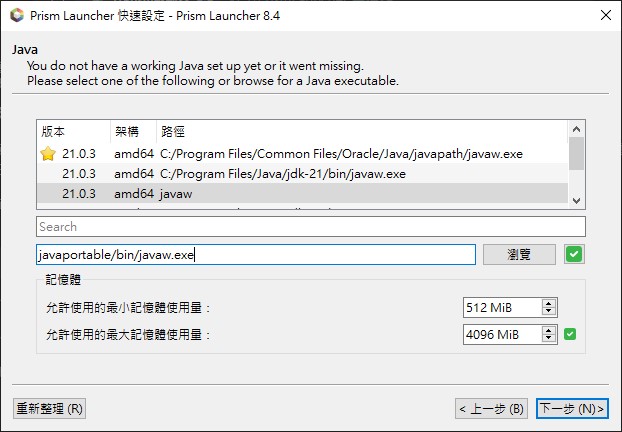 Prism Launcher 快速設定 - Prism Launcher 8.4
Java
You do not have a working Java set up yet or it went missing.
Please select one of the following or browse for a Java executable.
版本 架構 路徑
21.0.3 amd64 C:/Program Files/Common Files/Oracle/Java/javapath/javaw.exe
21.0.3 amd64 C:/Program Files/Java/jdk-21/bin/javaw.exe
21.0.3 amd64 javaw
Search
javaportable/bin/javaw.exe 瀏覽
記憶體
允許使用的最小記憶體使用量： 512 MiB
允許使用的最大記憶體使用量： 4096 MiB
重新整理 (R) < 上一步 (B) 下一步 (N) >